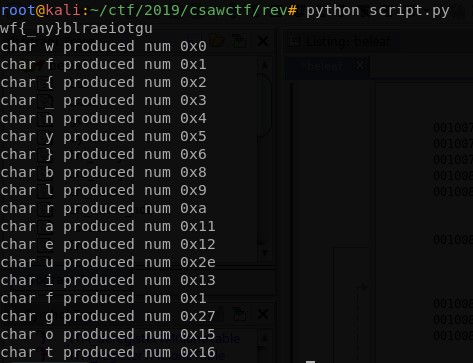 root@kali:~/ctf/2019/csawctf/rev# python script.py
wf{_ny}blraeiotgu
char w produced num 0x0
char f produced num 0x1
char { produced num 0x2
char _ produced num 0x3
char n produced num 0x4
char y produced num 0x5
char } produced num 0x6
char b produced num 0x8
char l produced num 0x9
char r produced num 0xa
char a produced num 0x11
char e produced num 0x12
char u produced num 0x2e
char i produced num 0x13
char f produced num 0x1
char g produced num 0x27
char o produced num 0x15
char t produced num 0x16